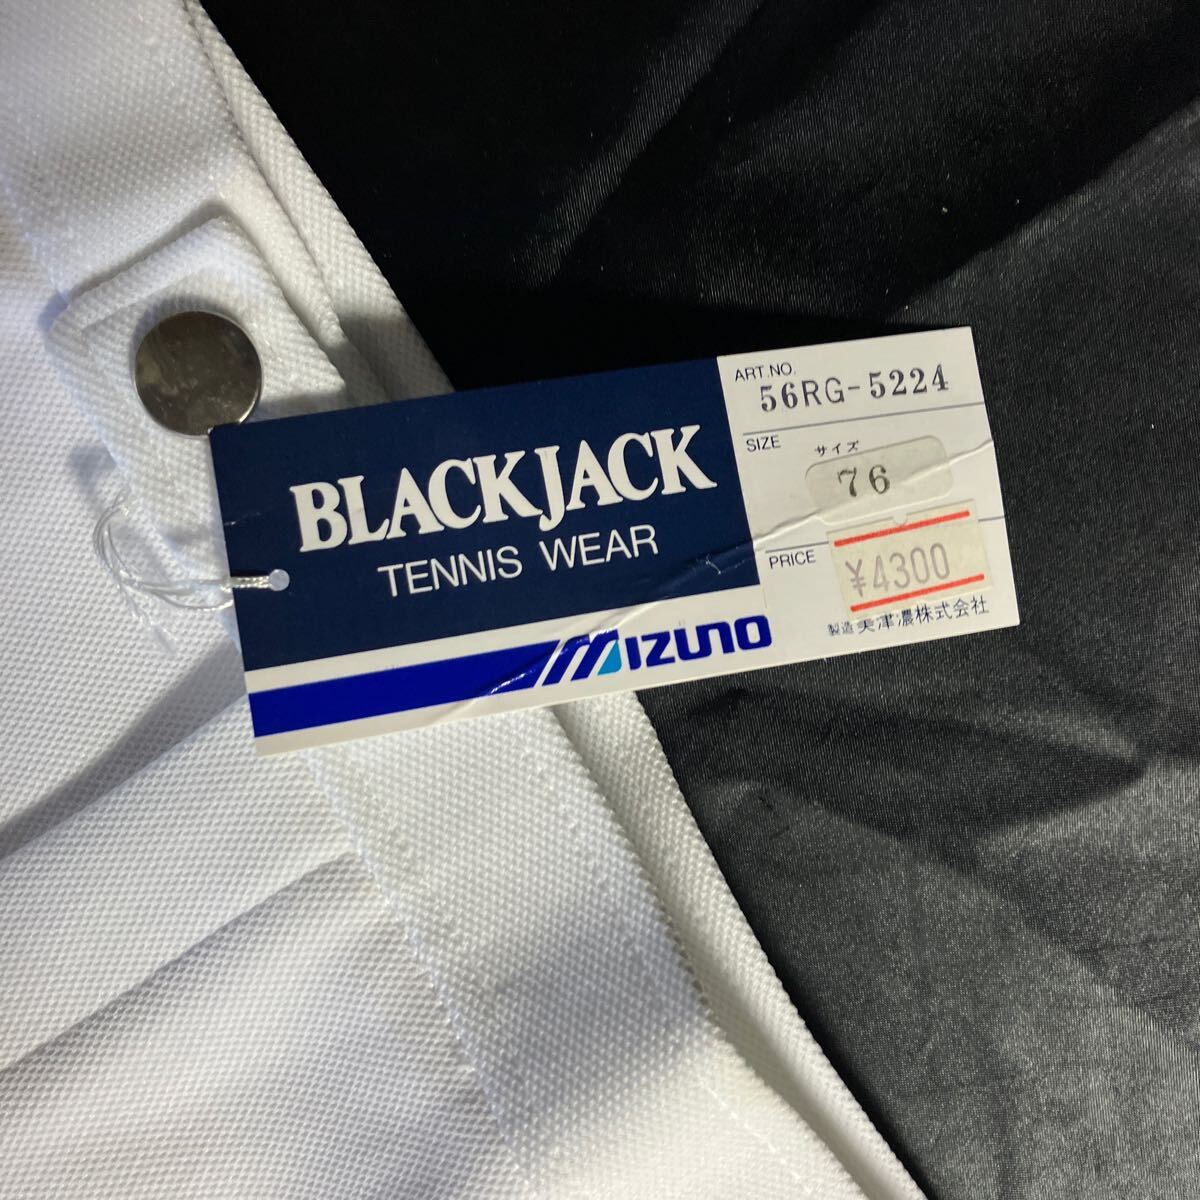 BLACKJACK
TENNIS WEAR
MIZUNO
ART.NO.
56RG-5224
SIZE
サイズ
76
PRICE
¥4300
製造 美津濃株式会社